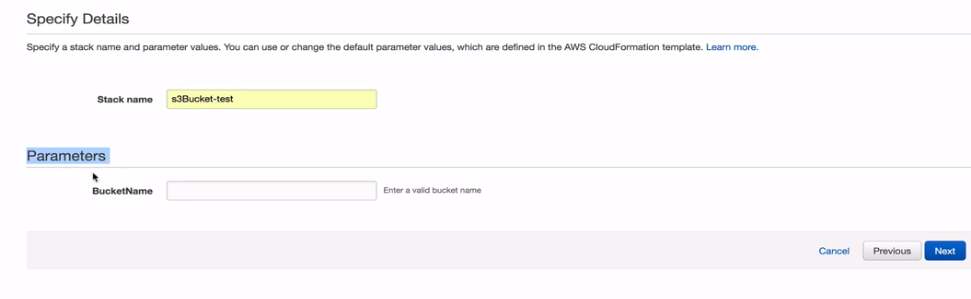 Specify Details
Specify a stack name and parameter values. You can use or change the default parameter values, which are defined in the AWS CloudFormation template. Learn more.
Stack name s3Bucket-test
Parameters
BucketName Enter a valid bucket name
Cancel Previous Next